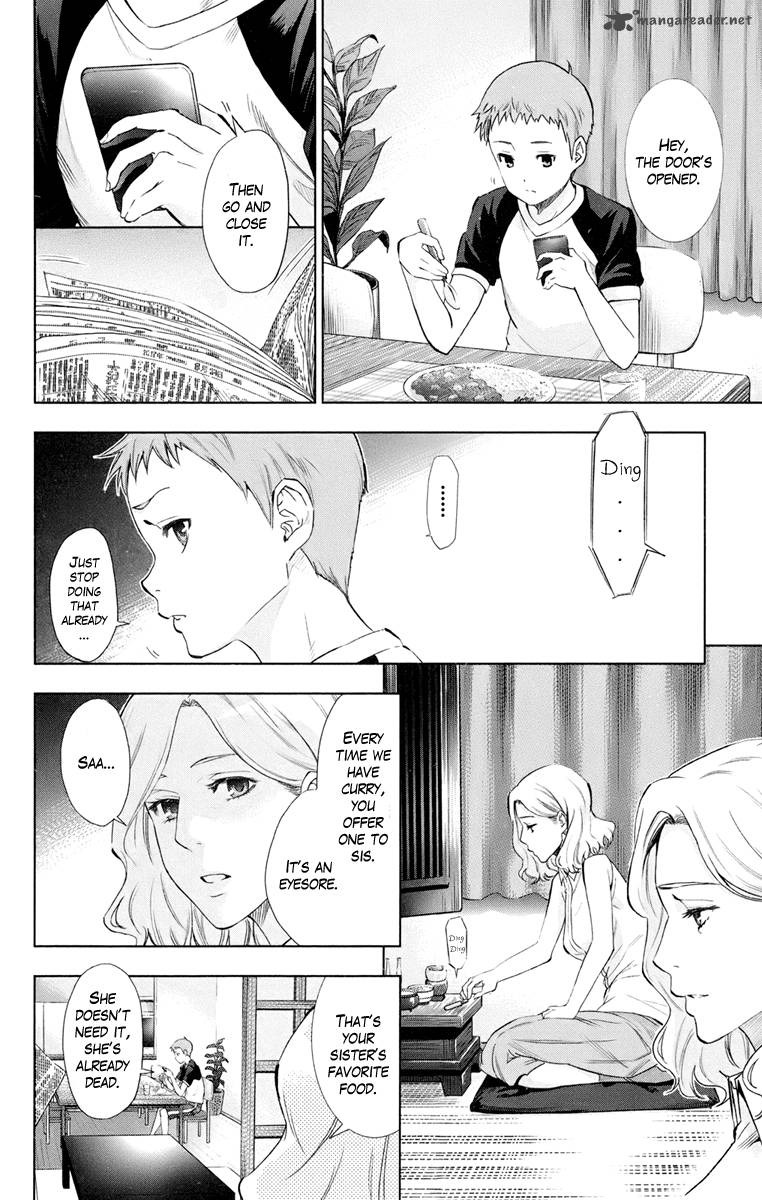 mangareader.net
HEY,
THE DOOR'S
OPENED.
THEN
GO AND
CLOSE
IT.
Ding
.
.
.
......
JUST
STOP
DOING
THAT
ALREADY
...
EVERY
TIME WE
HAVE
CURRY,
YOU
OFFER
ONE TO
SIS.
IT'S AN
EYESORE.
SAA...
Ding
Ding
THAT'S
YOUR
SISTER'S
FAVORITE
FOOD.
SHE
DOESN'T
NEED IT,
SHE'S
ALREADY
DEAD.